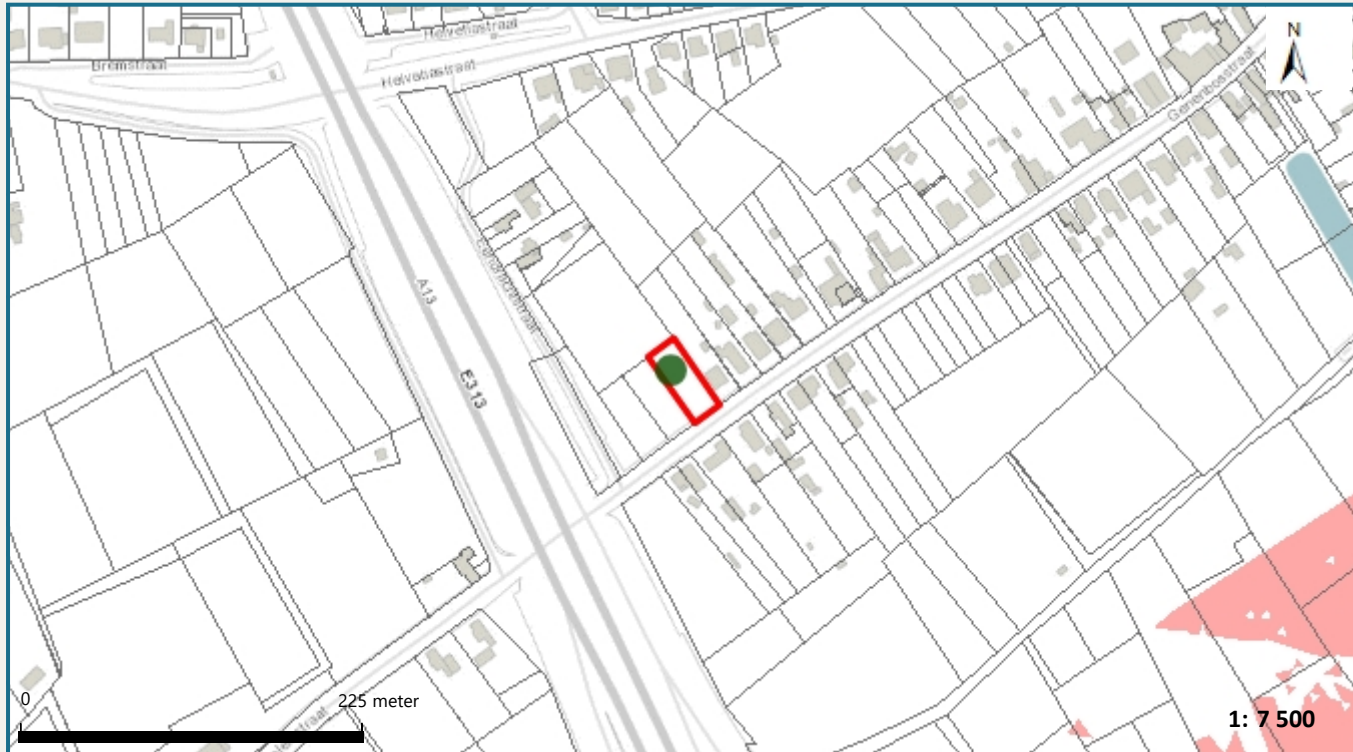 Helvetiastraat
N
Bremstraat
Helvetiastraat
Genenbosstraat
A13
E313
0
225 meter
1: 7 500